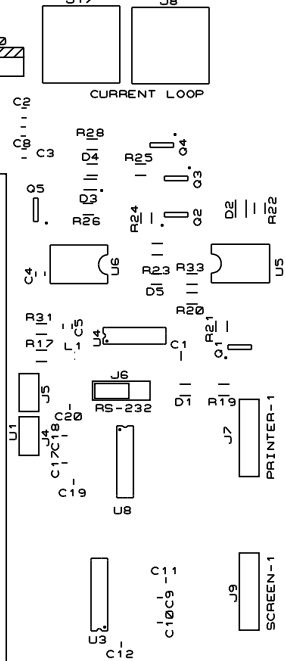 J8
CURRENT LOOP
C2
C8
C3
R28
D4
R25
Q4
Q3
Q5
D3
R26
R24
Q2
D2
R22
C4
U6
R23
R33
D5
R20
U5
R31
R17
C5
L1
U4
C1
R21
Q1
J6
RS-232
J5
D1
R19
C20
U1
J4
C18
C17
C19
U8
J7
PRINTER-1
C11
C9
C10
U3
C12
J9
SCREEN-1